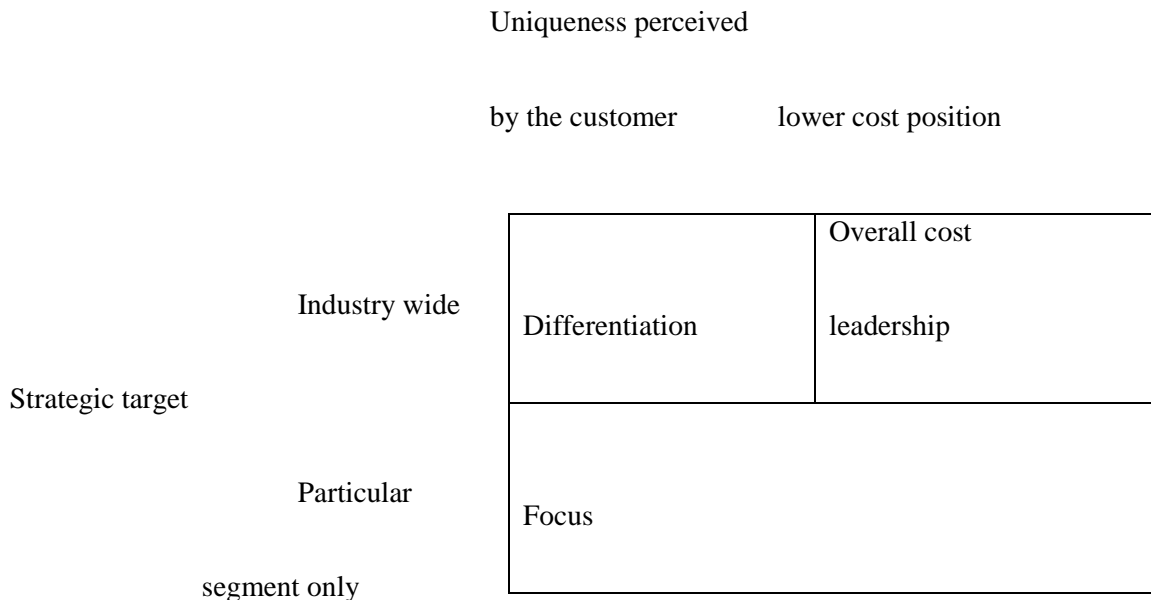 Uniqueness perceived
by the customer lower cost position
Overall cost
Industry wide
Differentiation leadership
Strategic target
Particular
Focus
segment only